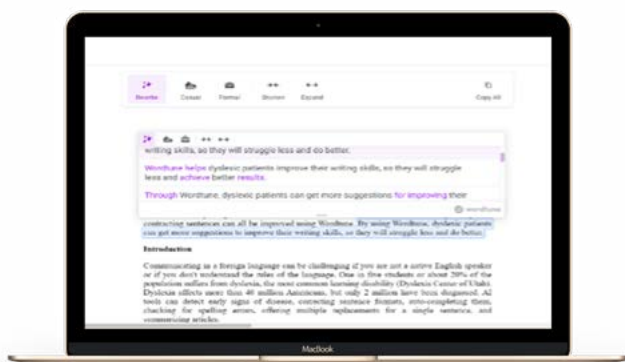 Rewrite Casual Formal Shorten Expand Copy All
writing skills, so they will struggle less and do better.
Wordtune helps dyslexic patients improve their writing skills, so they will struggle
less and achieve better results.
Through Wordtune, dyslexic patients can get more suggestions for improving their
wordtune
contracting sentences can all be improved using Wordtune. By using Wordtune, dyslexic patients
can get more suggestions to improve their writing skills, so they will struggle less and do better.
Introduction
Communicating in a foreign language can be challenging if you are not a native English speaker
or if you don't understand the rules of the language. One in five students or about 20% of the
population suffers from dyslexia, the most common learning disability (Dyslexia Center of Utah).
Dyslexia affects more than 40 million Americans, but only 2 million have been diagnosed. AI
tools can detect early signs of disease, correcting sentence formats, auto-completing them,
checking for spelling errors, offering multiple replacements for a single sentence, and
summarizing articles.
MacBook